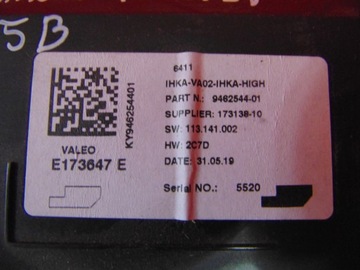 5B
6411
IHKA-VA02-IHKA-HIGH
PART N.: 9462544-01
SUPPLIER: 173138-10
SW: 113.141.002
HW: 2C7D
DATE: 31.05.19
Serial NO.: 5520
KY946254401
VALEO
E173647 E